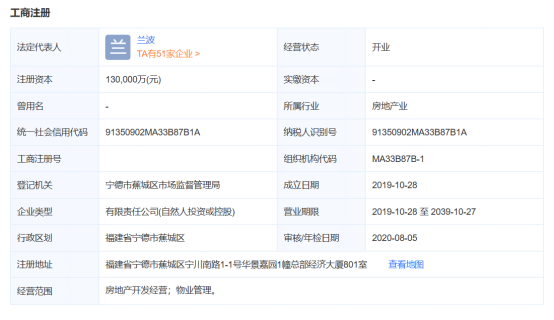 工商注册
法定代表人 兰 兰波 TA有51家企业 > 经营状态 开业
注册资本 130,000万(元) 实缴资本 -
曾用名 - 所属行业 房地产业
统一社会信用代码 91350902MA33B87B1A 纳税人识别号 91350902MA33B87B1A
工商注册号 组织机构代码 MA33B87B-1
登记机关 宁德市蕉城区市场监督管理局 成立日期 2019-10-28
企业类型 有限责任公司(自然人投资或控股) 营业期限 2019-10-28 至 2039-10-27
行政区划 福建省宁德市蕉城区 审核/年检日期 2020-08-05
注册地址 福建省宁德市蕉城区宁川南路1-1号华景嘉园1幢总部经济大厦801室 查看地图
经营范围 房地产开发经营；物业管理。